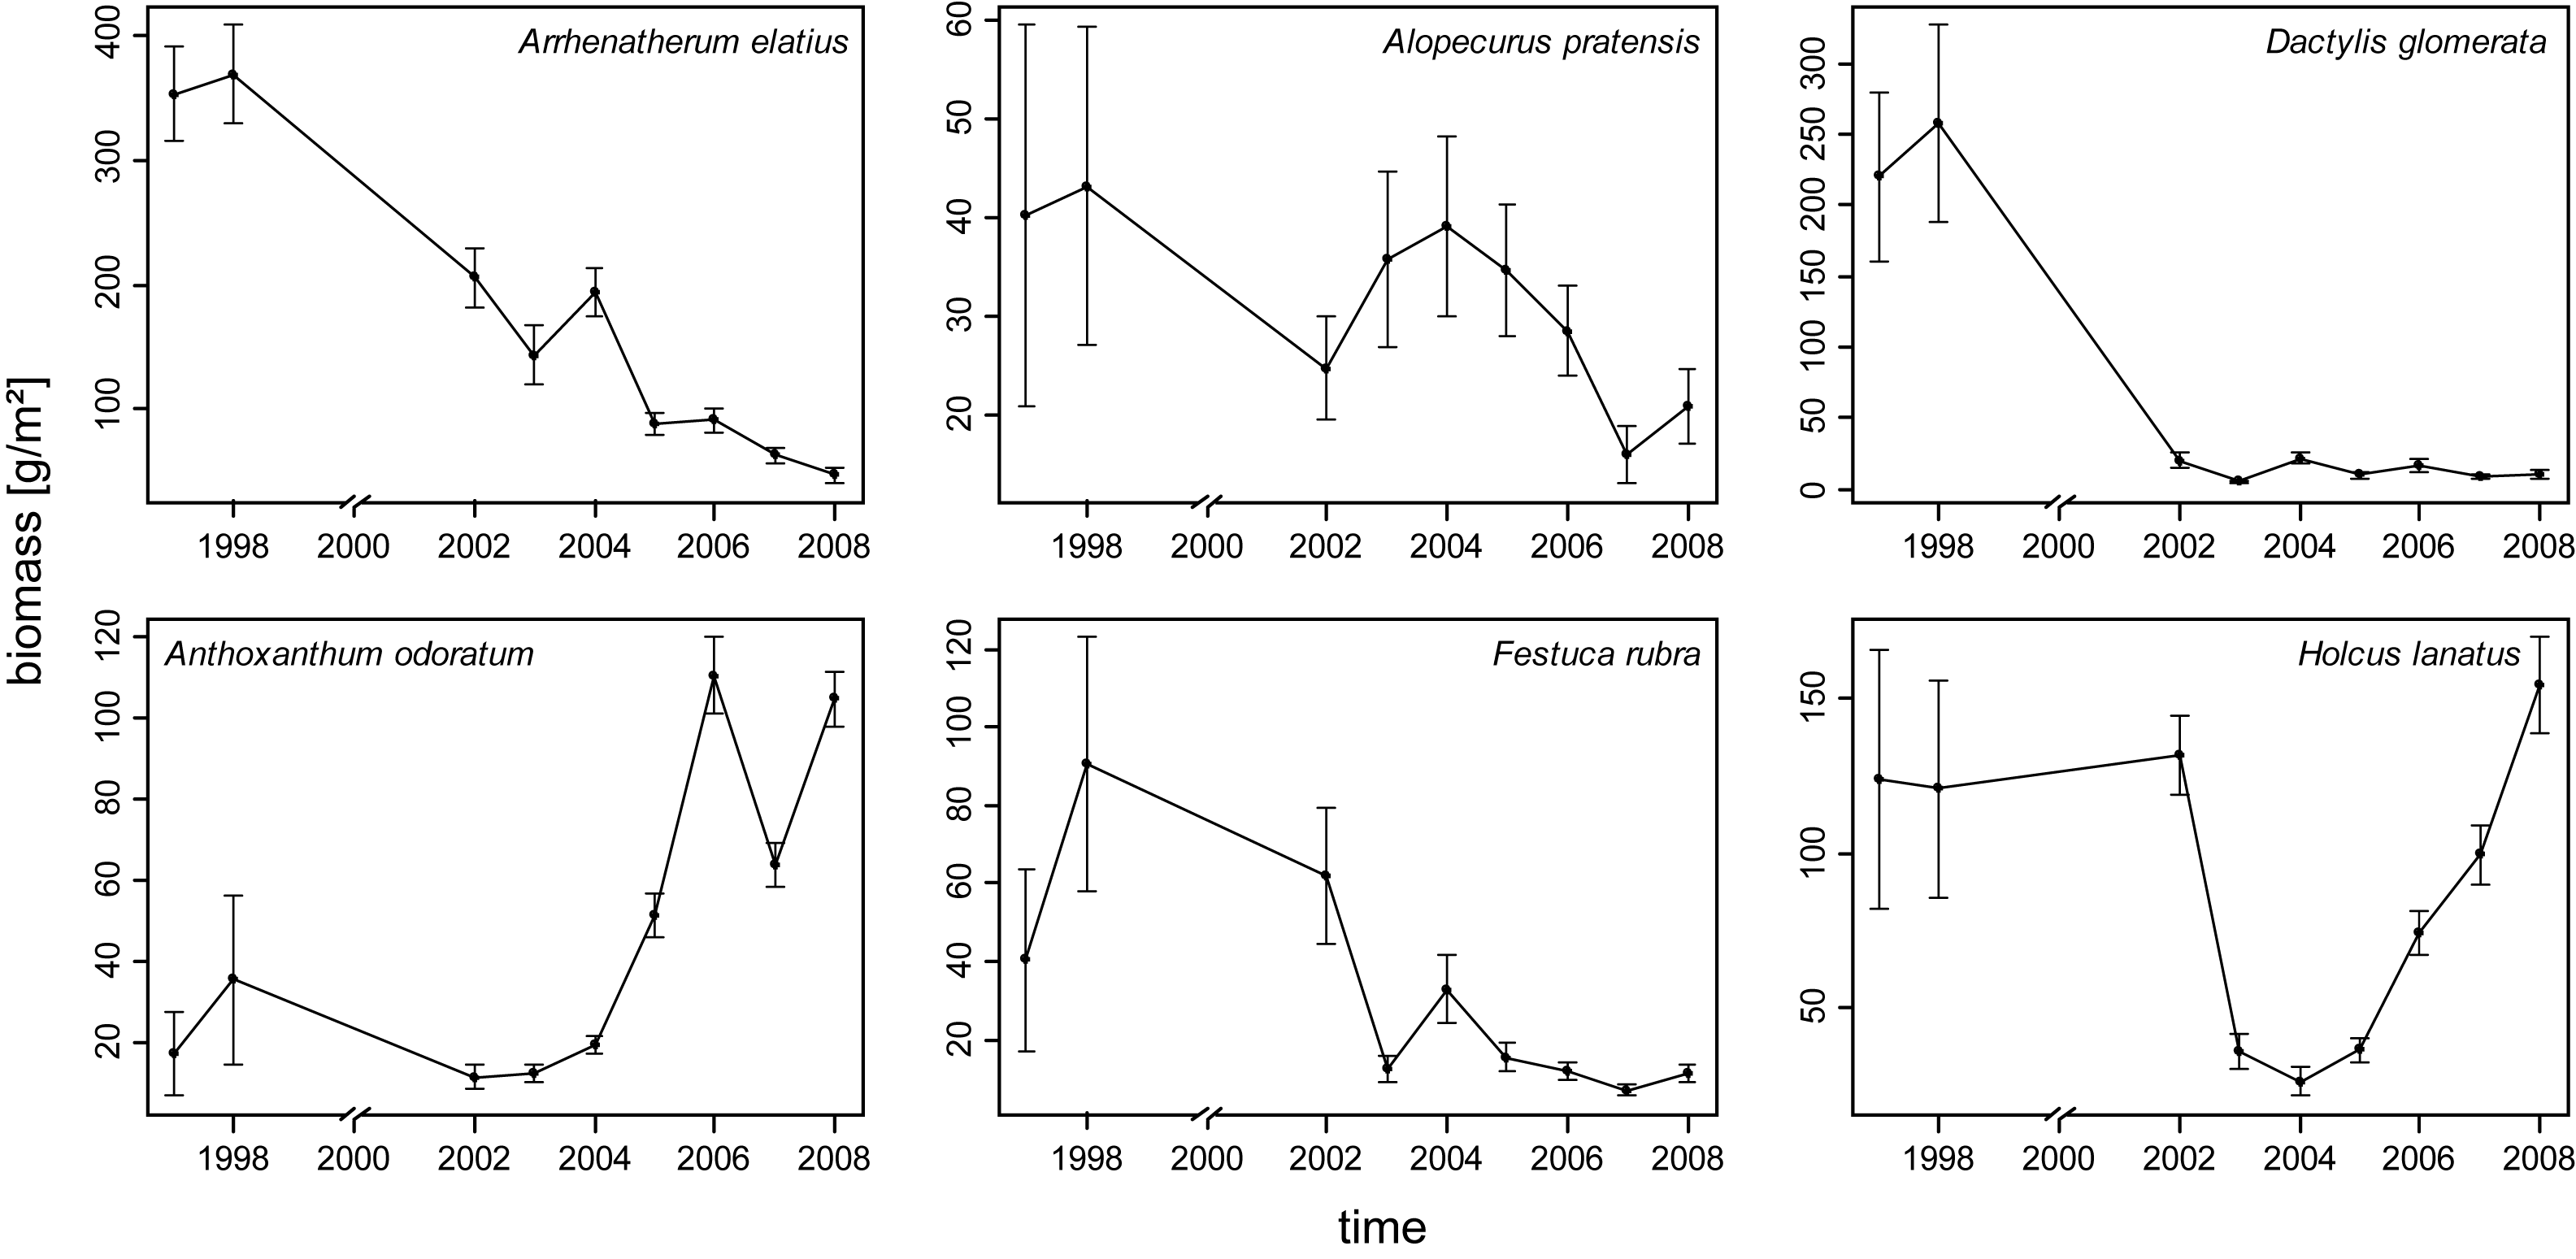 biomass [g/m²]
Arrhenatherum elatius
400
300
200
100
1998 2000 2002 2004 2006 2008
Alopecurus pratensis
60
50
40
30
20
1998 2000 2002 2004 2006 2008
Dactylis glomerata
300
250
200
150
100
50
0
1998 2000 2002 2004 2006 2008
Anthoxanthum odoratum
120
100
80
60
40
20
1998 2000 2002 2004 2006 2008
Festuca rubra
120
100
80
60
40
20
1998 2000 2002 2004 2006 2008
Holcus lanatus
150
100
50
1998 2000 2002 2004 2006 2008
time